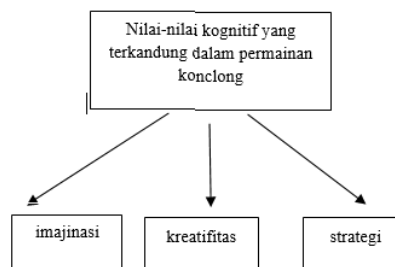 Nilai-nilai kognitif yang
terkandung dalam permainan
konclong
imajinasi
kreatifitas
strategi